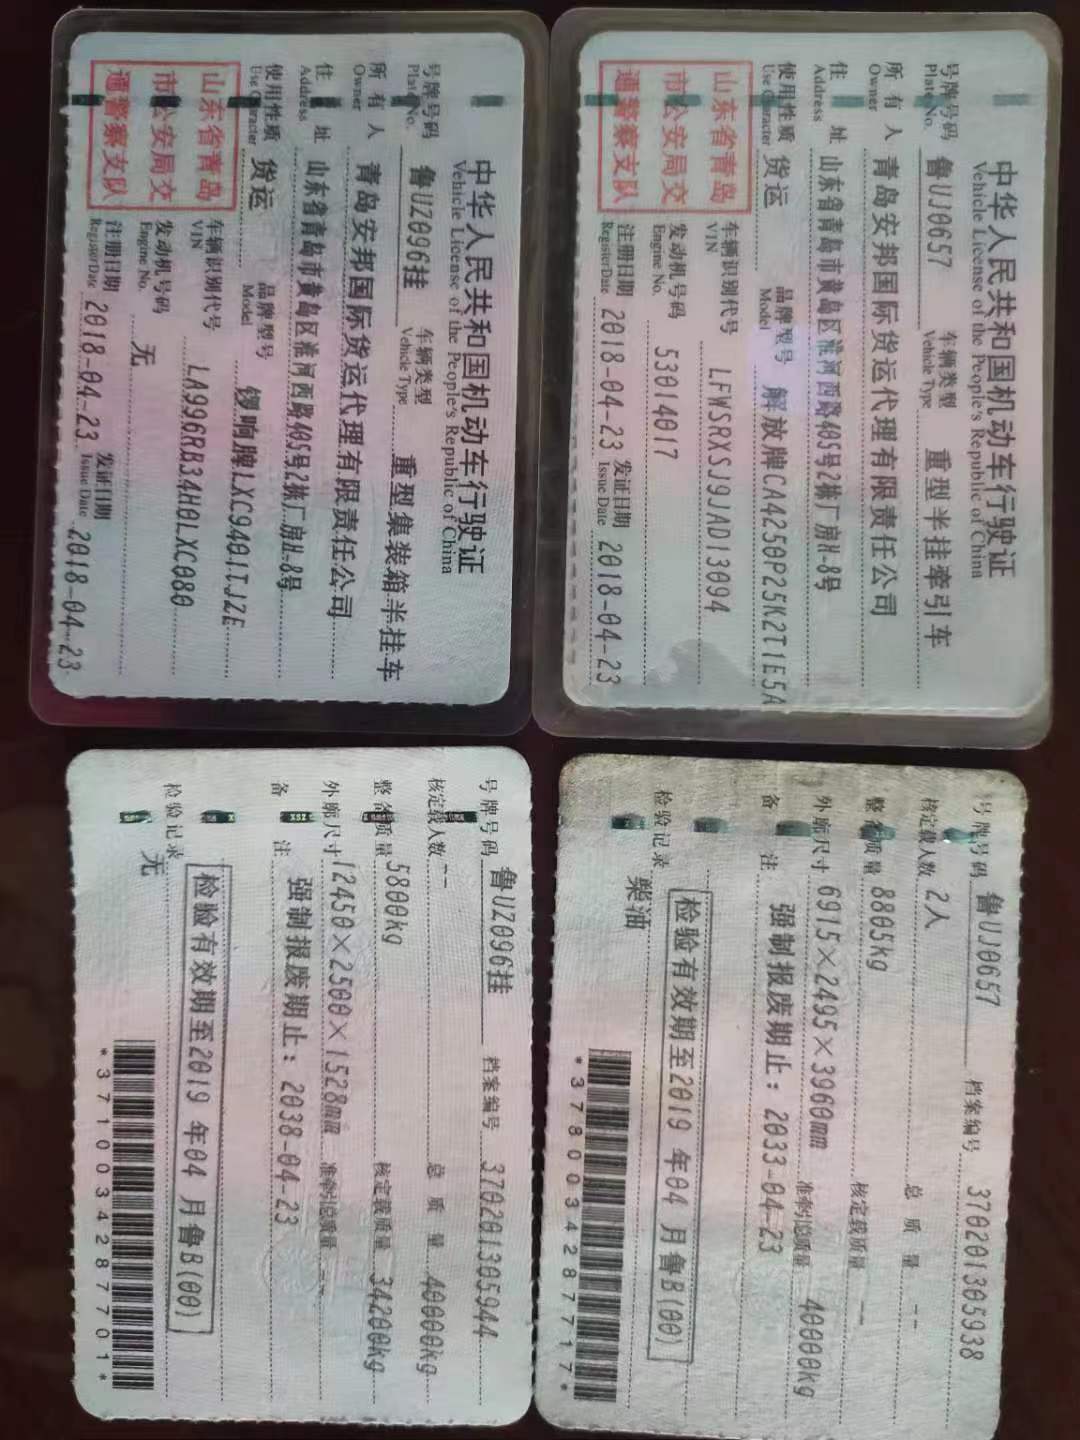 中华人民共和国机动车行驶证
Vehicle License of the People's Republic of China
号牌号码 鲁UJ0657 车辆类型 重型半挂牵引车
Plate No. Vehicle Type
所有人 青岛安邦国际货运代理有限责任公司
Owner
住址 山东省青岛市黄岛区淮河西路405号2栋厂房H-8号
Address
使用性质 货运 品牌型号 解放牌CA4250P25K2T1E5A
Use Character Model
山东省青岛
市公安局交
通警察支队
车辆识别代号 LFWSRXSJ9JAD13094
VIN
发动机号码 53014017
Engine No.
注册日期 2018-04-23 发证日期 2018-04-23
Register Date Issue Date
号牌号码 鲁UJ0657 档案编号 370201305938
核定载人数 2人 总质量 --
整备质量 8805kg 核定载质量 --
外廓尺寸 6915×2495×3960mm 准牵引总质量 40000kg
备注 强制报废期止：2033-04-23
检验有效期至2019年04月鲁B(00)
检验记录 柴油
*3780034287717*
中华人民共和国机动车行驶证
Vehicle License of the People's Republic of China
号牌号码 鲁UZ096挂 车辆类型 重型集装箱半挂车
Plate No. Vehicle Type
所有人 青岛安邦国际货运代理有限责任公司
Owner
住址 山东省青岛市黄岛区淮河西路405号2栋厂房H-8号
Address
使用性质 货运 品牌型号 锣响牌LXC9401TJZE
Use Character Model
山东省青岛
市公安局交
通警察支队
车辆识别代号 LA996RB34H0LXC080
VIN
发动机号码 无
Engine No.
注册日期 2018-04-23 发证日期 2018-04-23
Register Date Issue Date
号牌号码 鲁UZ096挂 档案编号 370201305944
核定载人数 -- 总质量 40000kg
整备质量 5800kg 核定载质量 34200kg
外廓尺寸 12450×2500×1528mm 准牵引总质量 --
备注 强制报废期止：2038-04-23
检验有效期至2019年04月鲁B(00)
检验记录 无
*3710034287701*